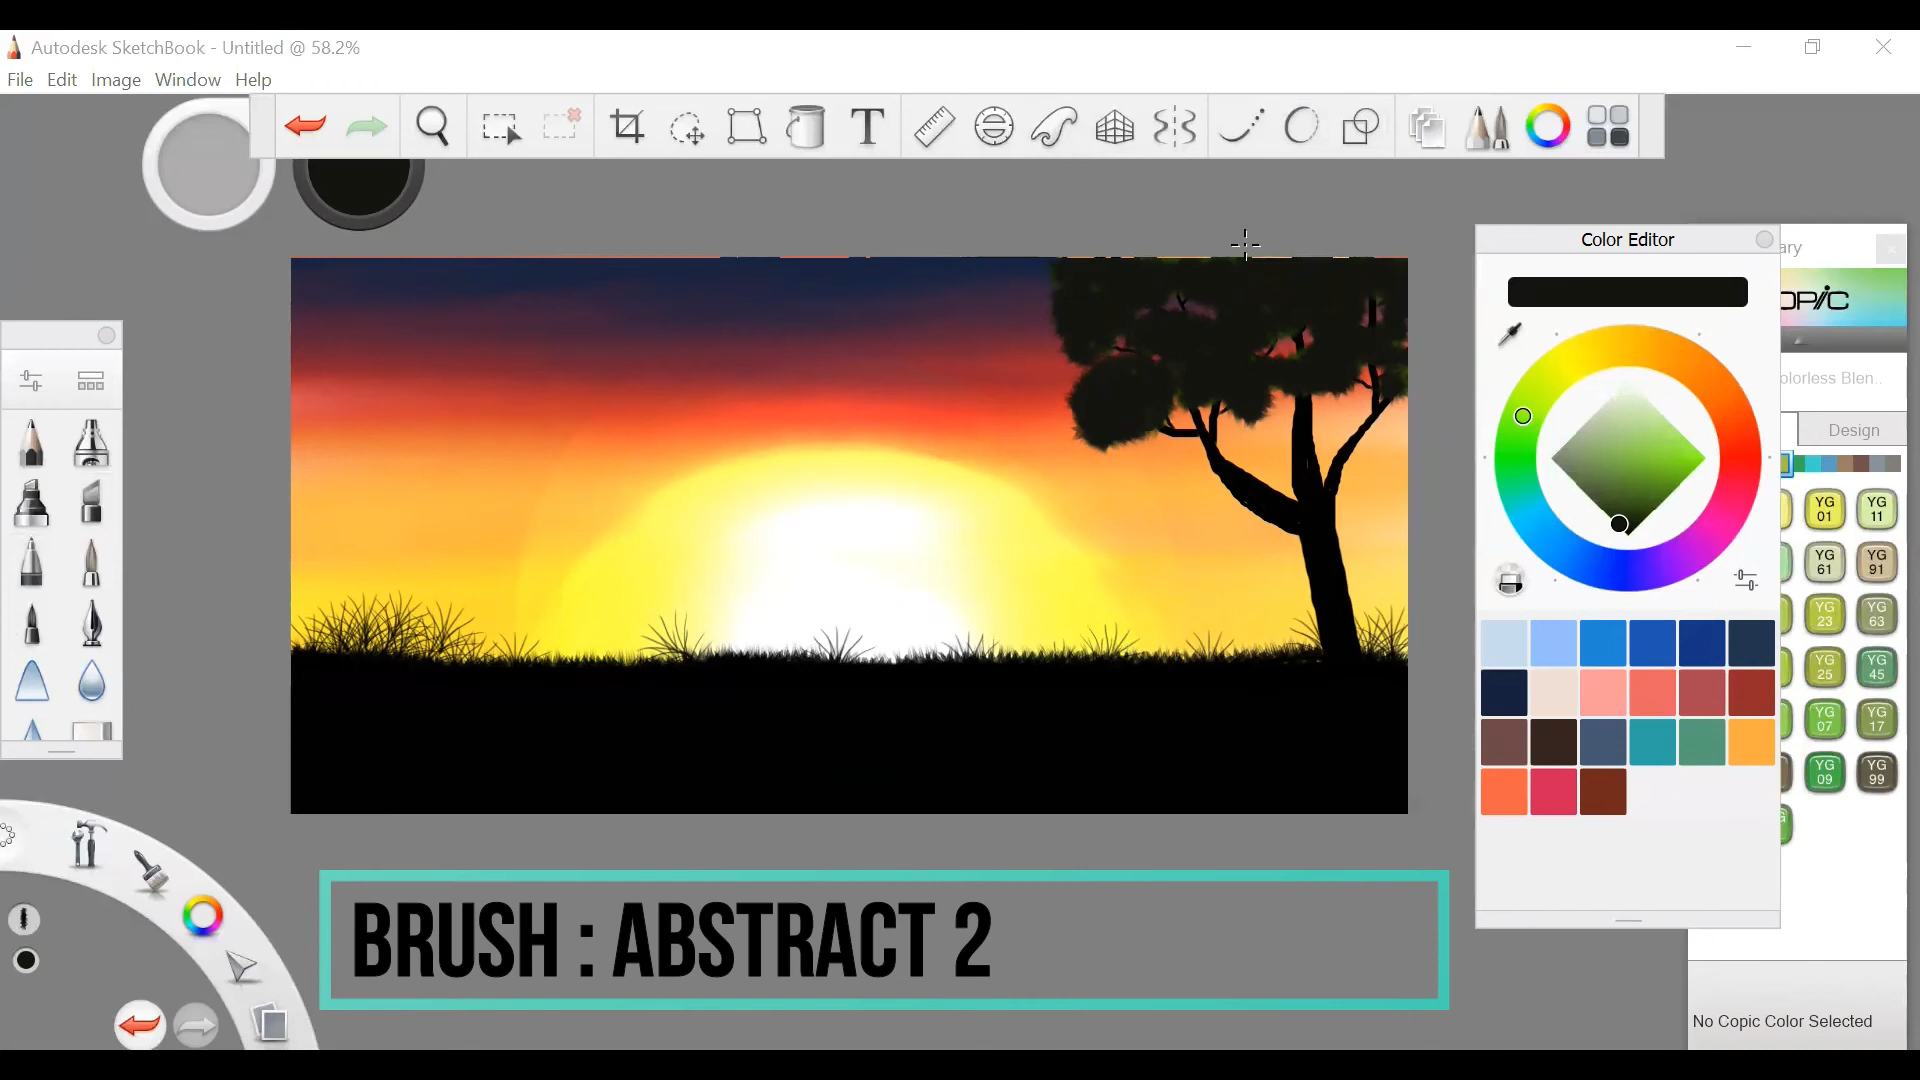 Autodesk SketchBook - Untitled @ 58.2%
File Edit Image Window Help
T
Color Editor
ary
OPIC
olorless Blen..
Design
YG 01
YG 11
YG 61
YG 91
YG 23
YG 63
YG 25
YG 45
YG 07
YG 17
YG 09
YG 99
BRUSH : ABSTRACT 2
No Copic Color Selected